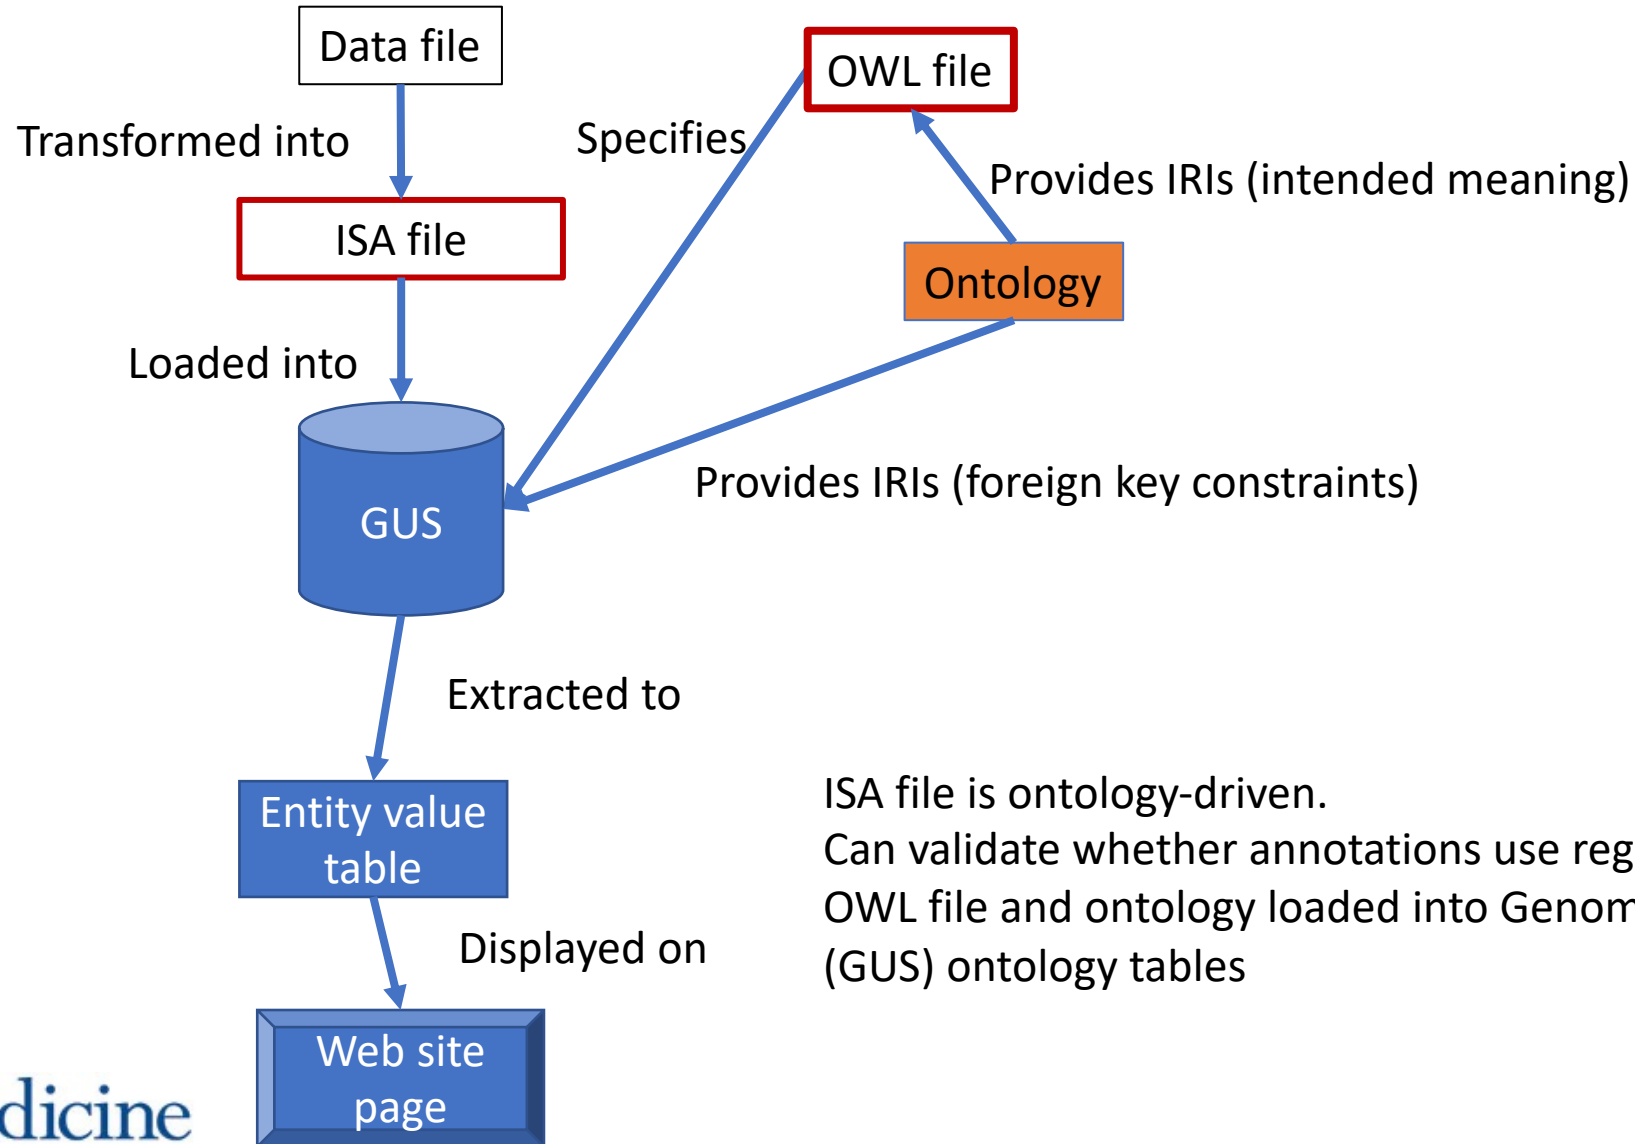 Data file
OWL file
Transformed into
Specifies
Provides IRIs (intended meaning)
ISA file
Ontology
Loaded into
Provides IRIs (foreign key constraints)
GUS
Extracted to
Entity value
table
ISA file is ontology-driven.
Can validate whether annotations use reg
OWL file and ontology loaded into Genom
(GUS) ontology tables
Displayed on
Web site
page
dicine